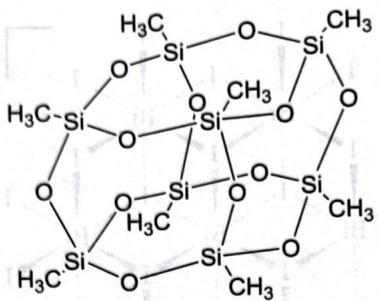 H₃C CH₃
O
Si Si
O
CH₃ O
O
H₃C Si O Si O
O Si O Si
O O
H₃C CH₃
O
Si Si
H₃C O CH₃